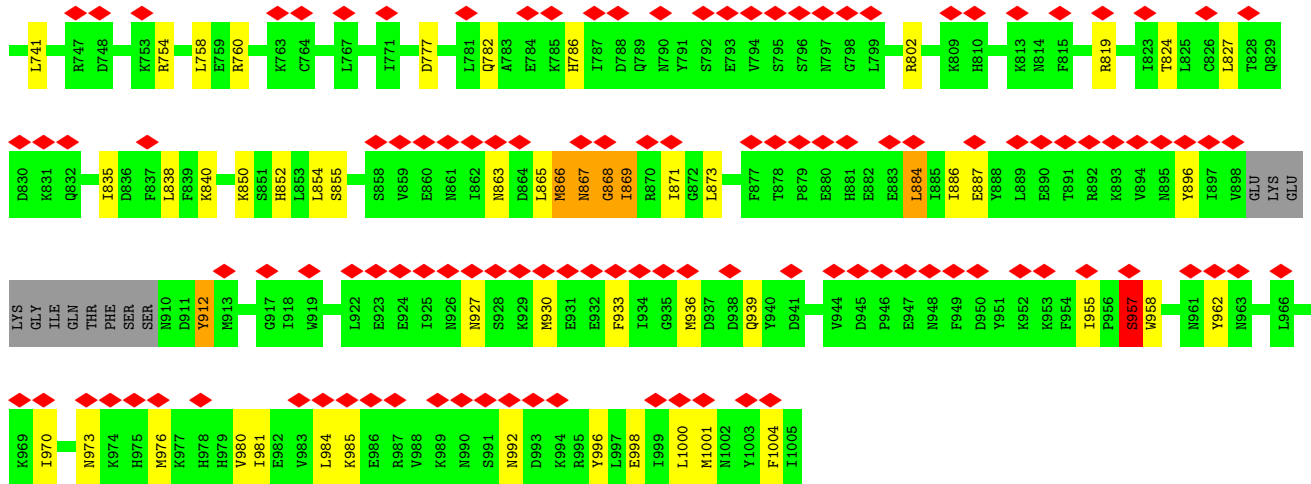 L741 R747 D748 K753 R754 L758 E759 R760 K763 C764 L767 I771 D777 L781 Q782 A783 E784 K785 H786 I787 D788 Q789 N790 Y791 S792 E793 V794 S795 S796 N797 G798 L799 R802 K809 H810 K813 N814 F815 R819 I823 T824 L825 C826 L827 T828 Q829
D830 K831 Q832 I835 D836 F837 L838 F839 K840 K850 S851 H852 L853 L854 S855 S858 V859 E860 N861 I862 N863 D864 L865 M866 N867 G868 I869 R870 I871 G872 L873 F877 T878 P879 E880 H881 E882 E883 L884 I885 I886 E887 Y888 L889 E890 T891 R892 K893 V894 N895 Y896 I897 V898 GLU LYS GLU
LYS GLY ILE GLN THR PHE SER SER N910 D911 Y912 M913 G917 I918 W919 L922 E923 E924 I925 N926 N927 S928 K929 M930 E931 E932 F933 I934 G935 M936 D937 D938 Q939 Y940 D941 V944 D945 P946 E947 N948 F949 D950 Y951 K952 K953 F954 I955 P956 S957 W958 N961 Y962 N963 L966
K969 I970 N973 K974 H975 M976 K977 H978 H979 V980 I981 E982 V983 L984 K985 E986 R987 V988 K989 N990 S991 N992 D993 K994 R995 Y996 L997 E998 I999 L1000 M1001 N1002 Y1003 F1004 I1005